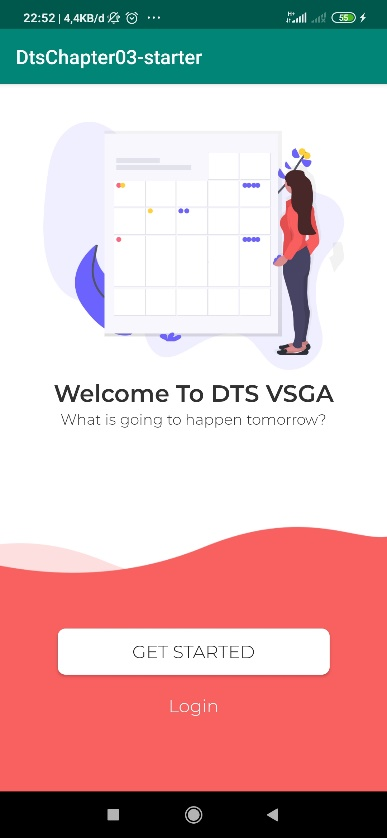 22:52 | 4,4KB/d
H+
55
DtsChapter03-starter
Welcome To DTS VSGA
What is going to happen tomorrow?
GET STARTED
Login